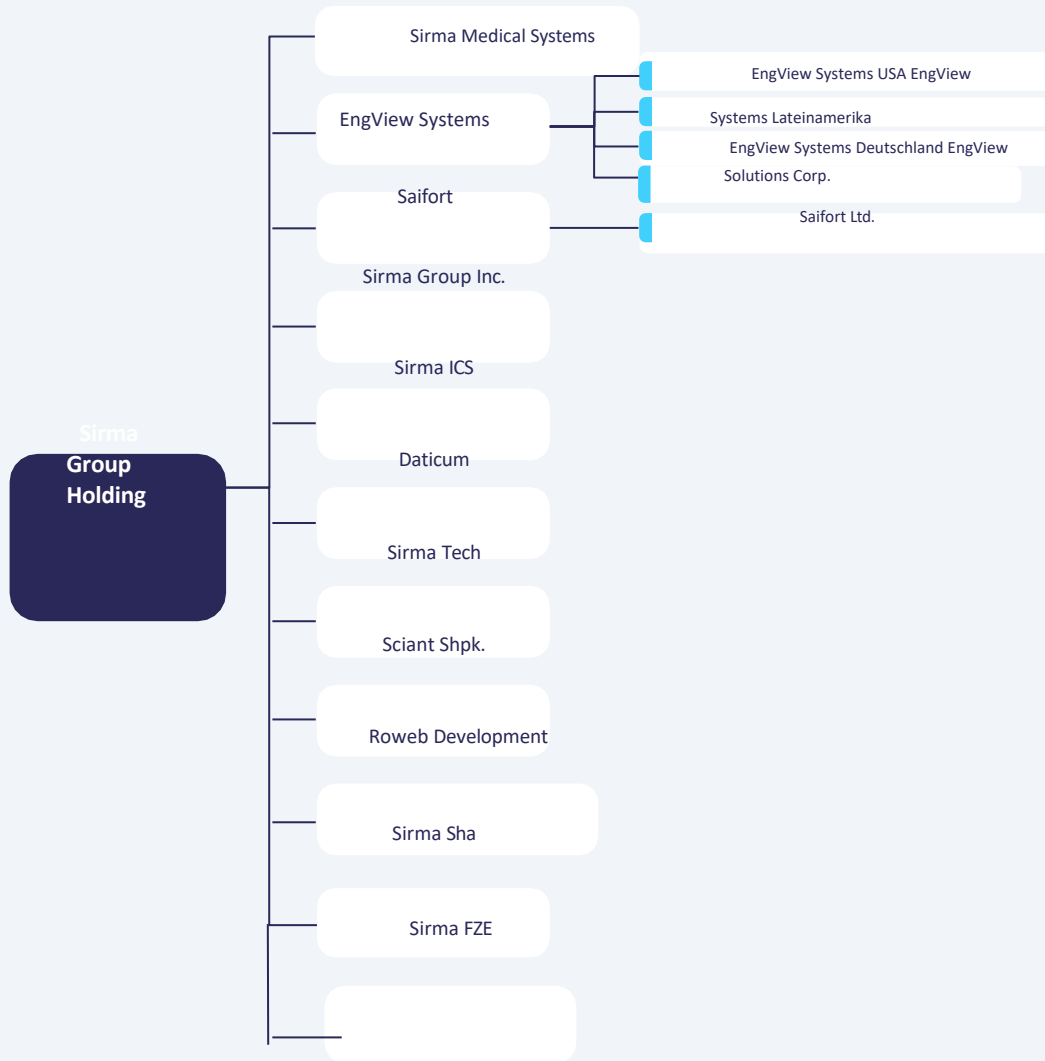 Sirma Medical Systems
EngView Systems USA EngView
EngView Systems
Systems Lateinamerika
EngView Systems Deutschland EngView
Solutions Corp.
Saifort
Saifort Ltd.
Sirma Group Inc.
Sirma ICS
Sirma
Group
Holding
Daticum
Sirma Tech
Sciant Shpk.
Roweb Development
Sirma Sha
Sirma FZE